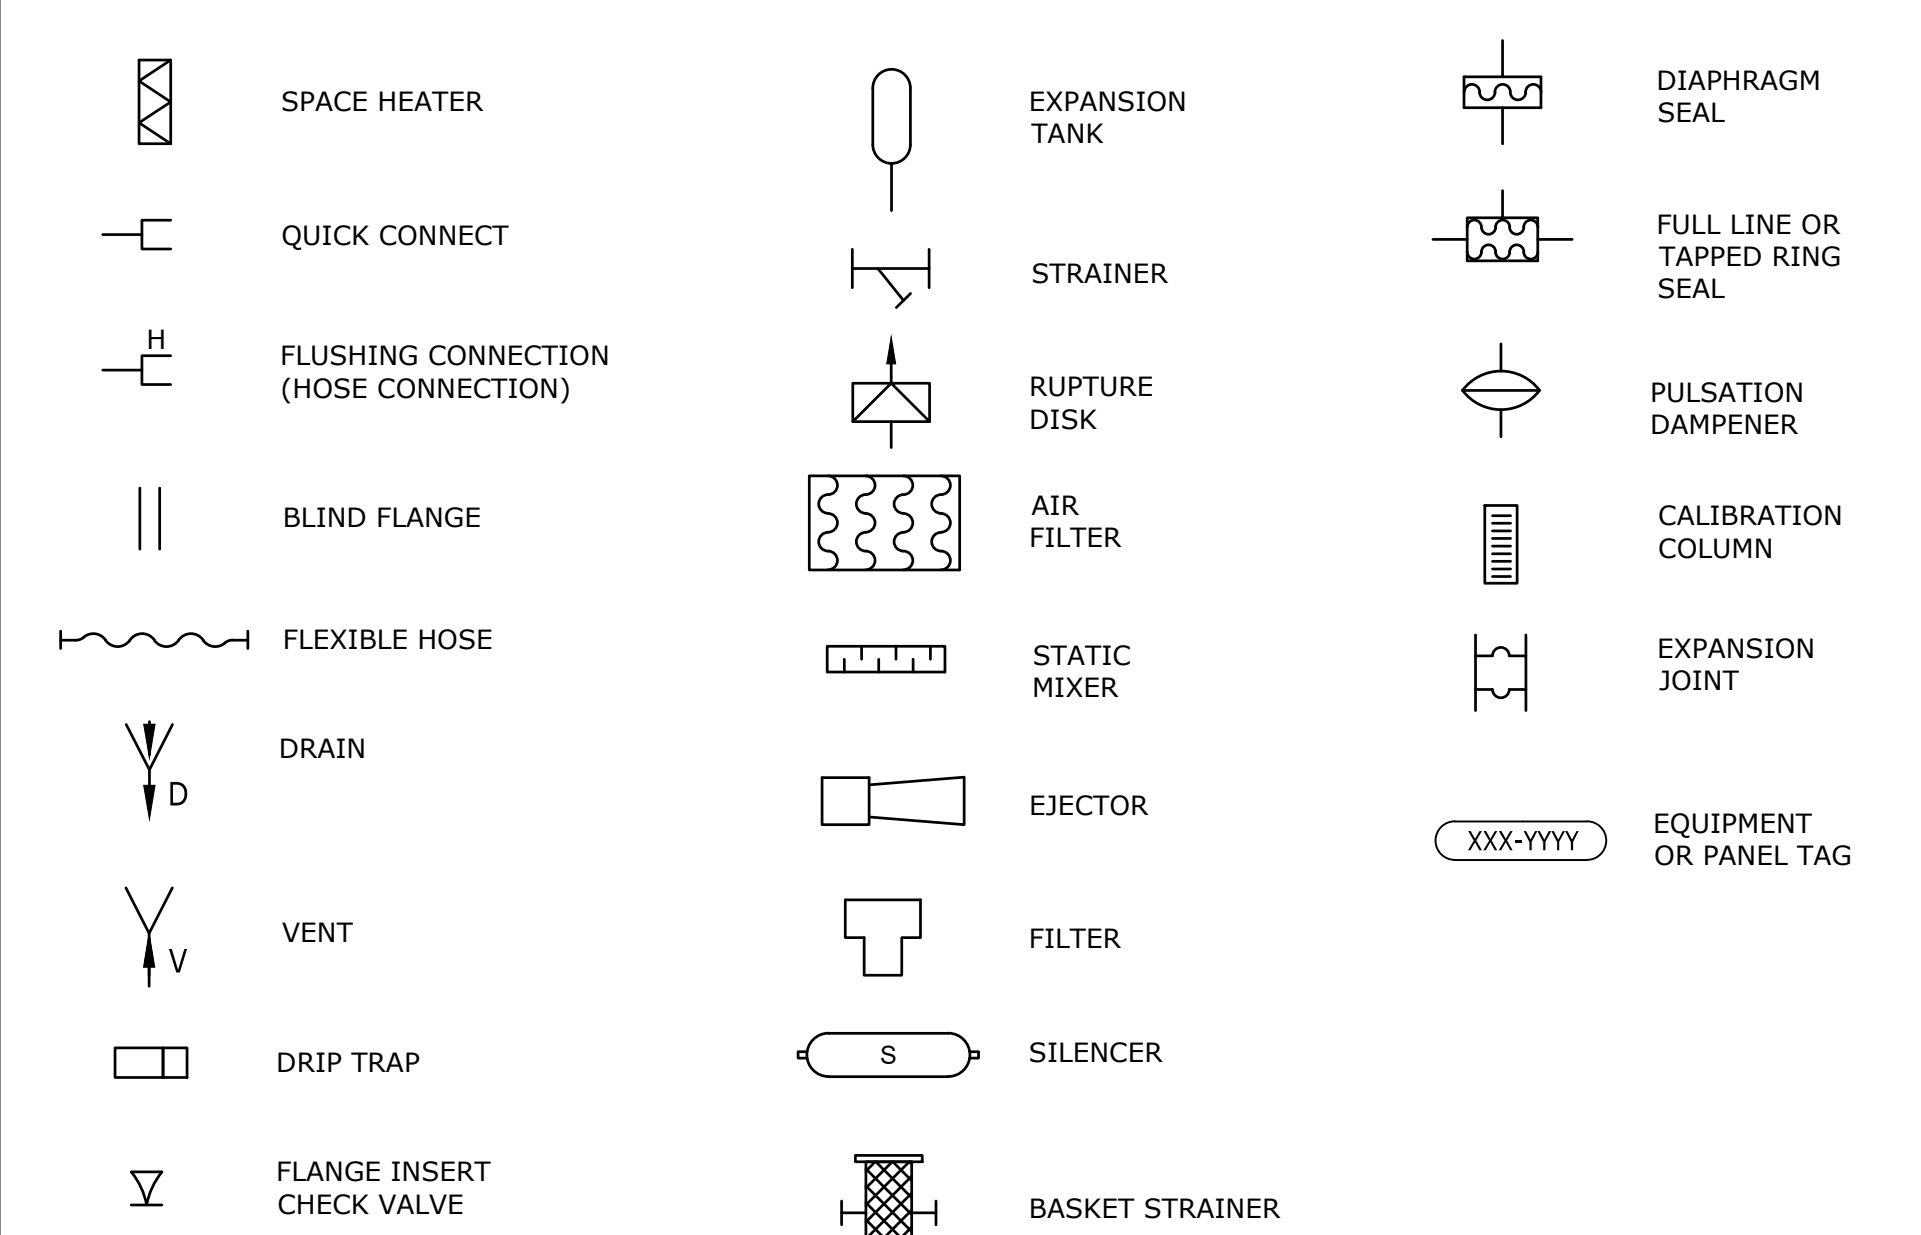 SPACE HEATER
QUICK CONNECT
H
FLUSHING CONNECTION
(HOSE CONNECTION)
BLIND FLANGE
FLEXIBLE HOSE
DRAIN
D
VENT
V
DRIP TRAP
FLANGE INSERT
CHECK VALVE
EXPANSION
TANK
STRAINER
RUPTURE
DISK
AIR
FILTER
STATIC
MIXER
EJECTOR
FILTER
S
SILENCER
BASKET STRAINER
DIAPHRAGM
SEAL
FULL LINE OR
TAPPED RING
SEAL
PULSATION
DAMPENER
CALIBRATION
COLUMN
EXPANSION
JOINT
XXX-YYYY
EQUIPMENT
OR PANEL TAG